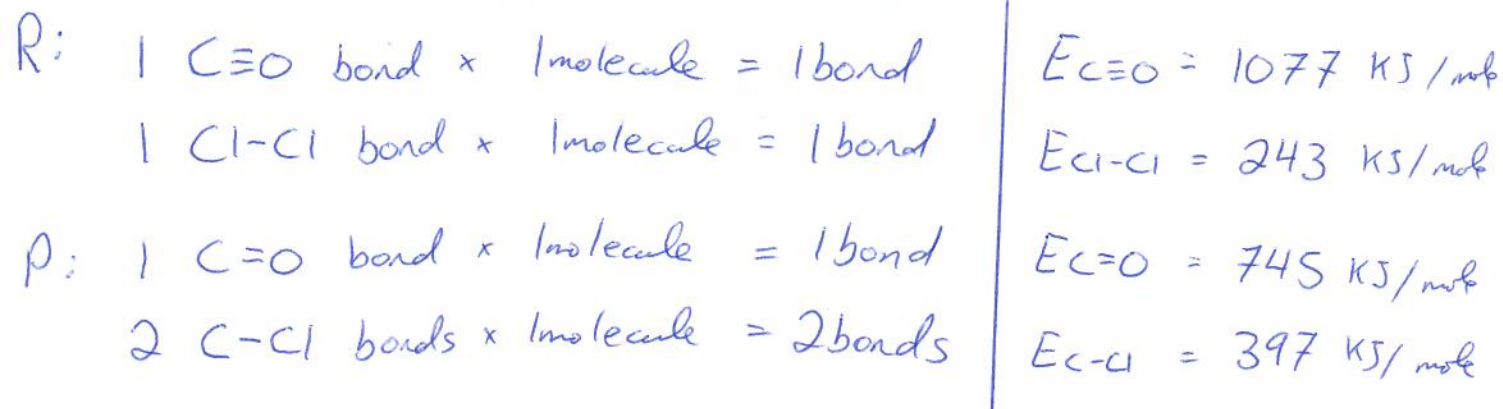 R: 1 C≡O bond × 1molecule = 1bond
1 Cl-Cl bond × 1molecule = 1bond
P: 1 C=O bond × 1molecule = 1bond
2 C-Cl bonds × 1molecule = 2bonds
EC≡O = 1077 KJ/mole
ECl-Cl = 243 KJ/mole
EC=O = 745 KJ/mole
EC-Cl = 397 KJ/mole